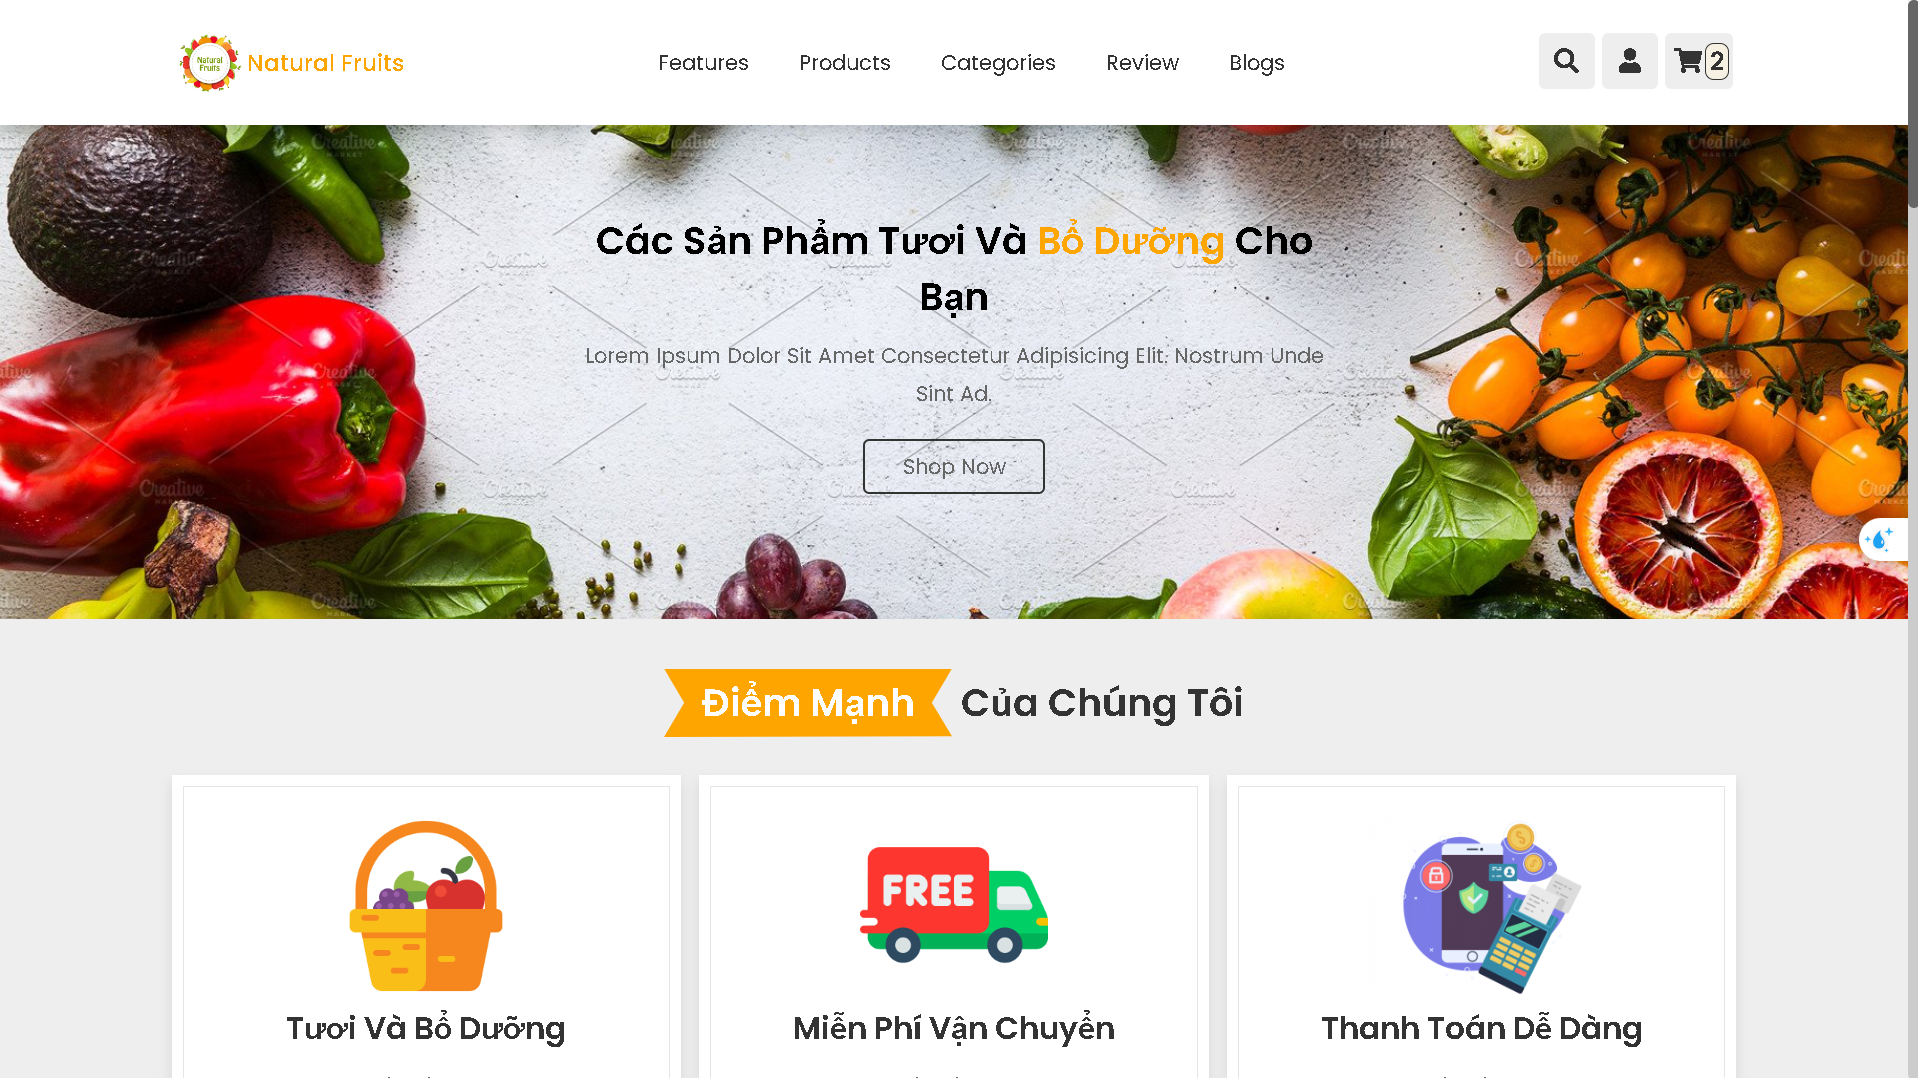 Natural
Fruits
Natural Fruits
Features
Products
Categories
Review
Blogs
2
Các Sản Phẩm Tươi Và Bổ Dưỡng Cho
Bạn
Lorem Ipsum Dolor Sit Amet Consectetur Adipisicing Elit. Nostrum Unde
Sint Ad.
Shop Now
Điểm Mạnh Của Chúng Tôi
FREE
Tươi Và Bổ Dưỡng
Miễn Phí Vận Chuyển
Thanh Toán Dễ Dàng